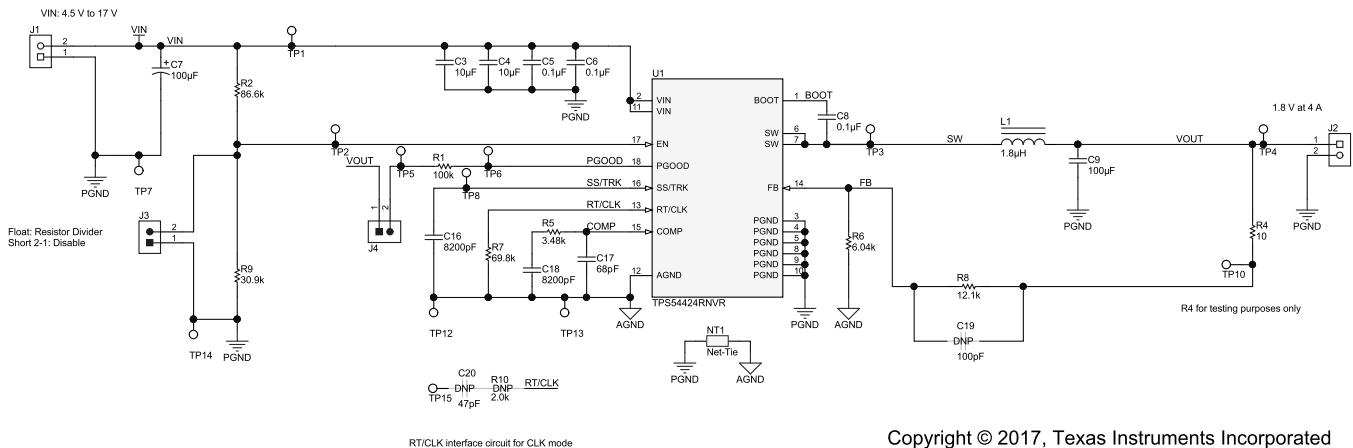 VIN: 4.5 V to 17 V
J1
2
1
VIN
VIN
C7
100µF
TP7
PGND
R2
86.6k
TP1
C3
10µF
C4
10µF
C5
0.1µF
C6
0.1µF
PGND
TP2
VOUT
TP5
R1
100k
TP6
PGOOD
TP8
SS/TRK
RT/CLK
J3
2
1
Float: Resistor Divider
Short 2-1: Disable
J4
1
2
R9
30.9k
TP14
PGND
C16
8200pF
R7
69.8k
R5
3.48k
COMP
C18
8200pF
C17
68pF
TP12
TP13
AGND
U1
2
VIN
11
VIN
17
EN
18
PGOOD
16
SS/TRK
13
RT/CLK
15
COMP
12
AGND
BOOT
1
SW
6
SW
7
FB
14
PGND
3
PGND
4
PGND
5
PGND
8
PGND
9
PGND
10
TPS54424RNVR
BOOT
C8
0.1µF
TP3
SW
L1
1.8µH
VOUT
C9
100µF
PGND
TP4
1.8 V at 4 A
J2
1
2
PGND
FB
R6
6.04k
PGND
AGND
R4
10
TP10
R8
12.1k
C19
DNP
100pF
R4 for testing purposes only
NT1
Net-Tie
PGND
AGND
TP15
C20
DNP
47pF
R10
DNP
2.0k
RT/CLK
RT/CLK interface circuit for CLK mode
Copyright © 2017, Texas Instruments Incorporated